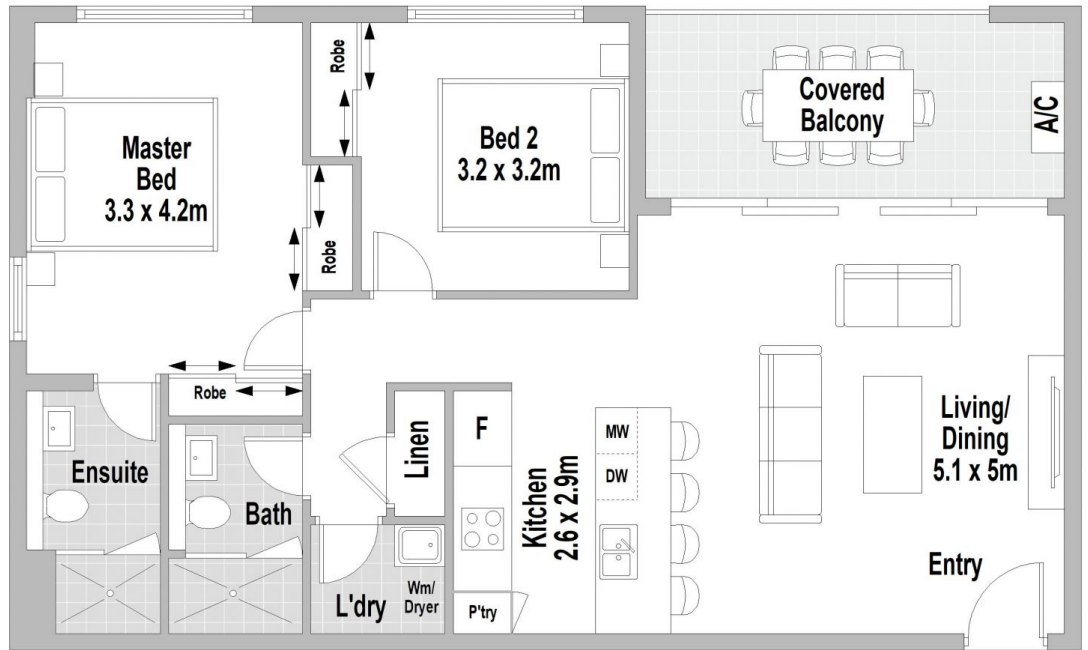 Master
Bed
3.3 x 4.2m
Robe
Robe
Bed 2
3.2 x 3.2m
Covered
Balcony
A/C
Robe
Ensuite
Bath
Linen
L'dry
Wm/
Dryer
F
P'try
Kitchen
2.6 x 2.9m
MW
DW
Living/
Dining
5.1 x 5m
Entry